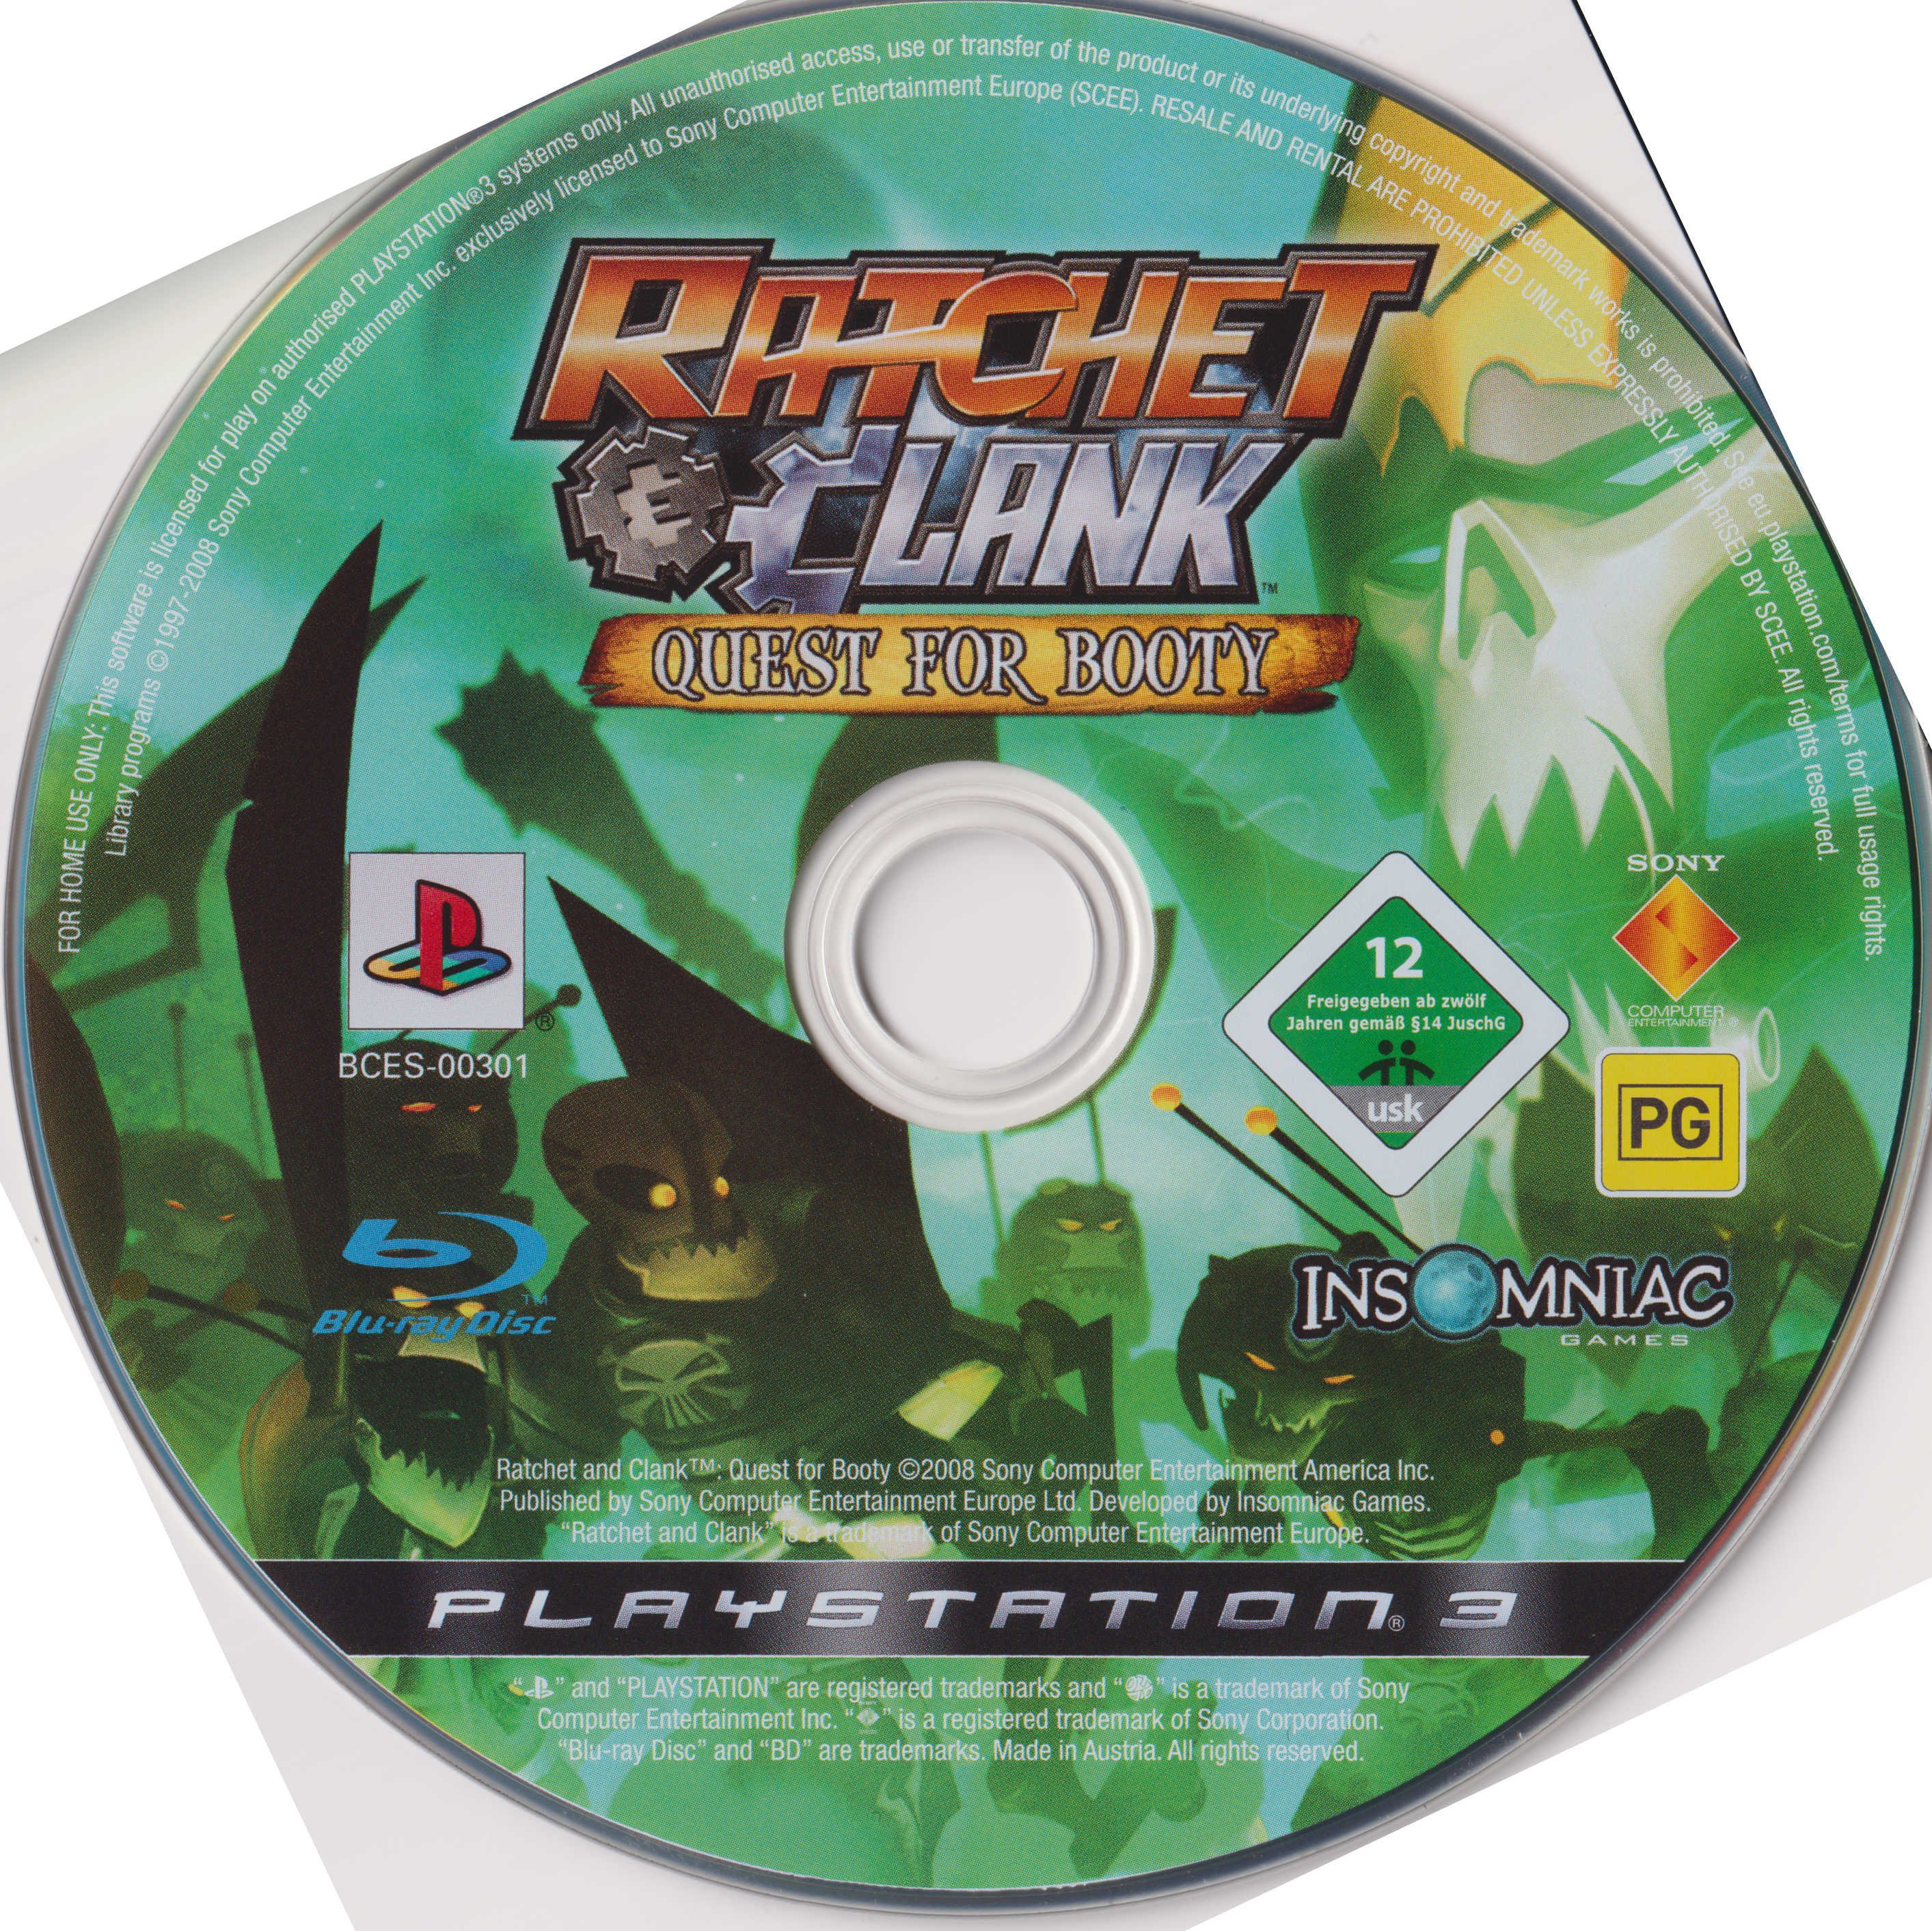 FOR HOME USE ONLY: This software is licensed for play on authorised PLAYSTATION®3 systems only. All unauthorised access, use or transfer of the product or its underlying copyright and trademark works is prohibited. See eu.playstation.com/terms for full usage rights.
Library programs ©1997-2008 Sony Computer Entertainment Inc. exclusively licensed to Sony Computer Entertainment Europe (SCEE). RESALE AND RENTAL ARE PROHIBITED UNLESS EXPRESSLY AUTHORISED BY SCEE. All rights reserved.
RATCHET
& CLANK™
QUEST FOR BOOTY
SONY
COMPUTER
ENTERTAINMENT®
12
Freigegeben ab zwölf
Jahren gemäß §14 JuschG
usk
®
BCES-00301
PG
Blu-ray Disc™
INSOMNIAC
GAMES
Ratchet and Clank™: Quest for Booty ©2008 Sony Computer Entertainment America Inc.
Published by Sony Computer Entertainment Europe Ltd. Developed by Insomniac Games.
“Ratchet and Clank” is a trademark of Sony Computer Entertainment Europe.
PLAYSTATION®3
“ ” and “PLAYSTATION” are registered trademarks and “ ” is a trademark of Sony
Computer Entertainment Inc. “ ” is a registered trademark of Sony Corporation.
“Blu-ray Disc” and “BD” are trademarks. Made in Austria. All rights reserved.